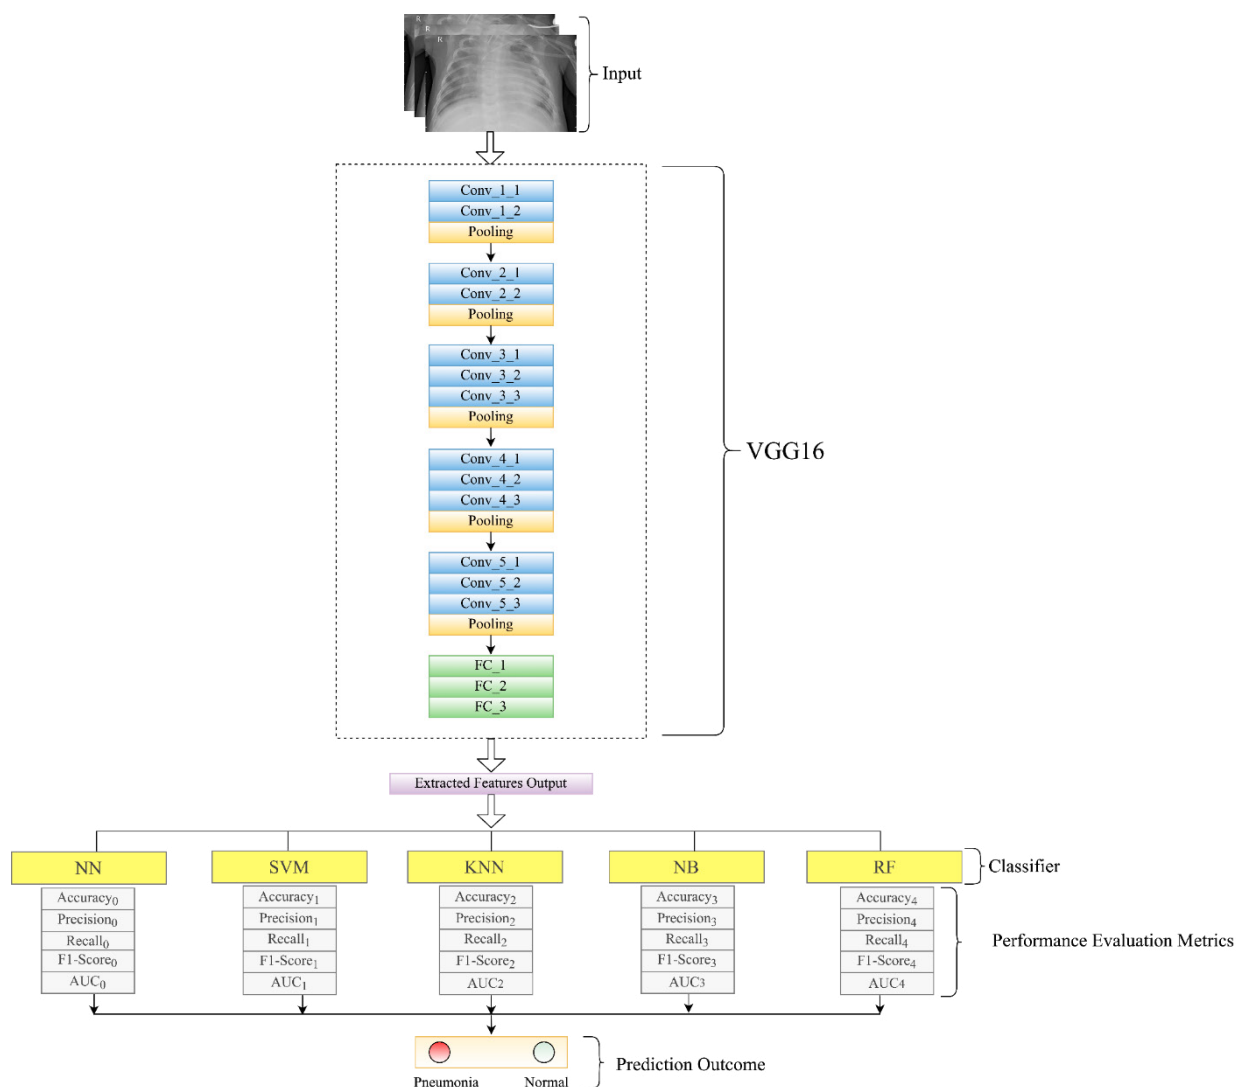 R
R
R
Input
Conv_1_1
Conv_1_2
Pooling
Conv_2_1
Conv_2_2
Pooling
Conv_3_1
Conv_3_2
Conv_3_3
Pooling
VGG16
Conv_4_1
Conv_4_2
Conv_4_3
Pooling
Conv_5_1
Conv_5_2
Conv_5_3
Pooling
FC_1
FC_2
FC_3
Extracted Features Output
NN SVM KNN NB RF Classifier
Accuracy0 Accuracy1 Accuracy2 Accuracy3 Accuracy4
Precision0 Precision1 Precision2 Precision3 Precision4
Recall0 Recall1 Recall2 Recall3 Recall4 Performance Evaluation Metrics
F1-Score0 F1-Score1 F1-Score2 F1-Score3 F1-Score4
AUC0 AUC1 AUC2 AUC3 AUC4
Prediction Outcome
Pneumonia Normal